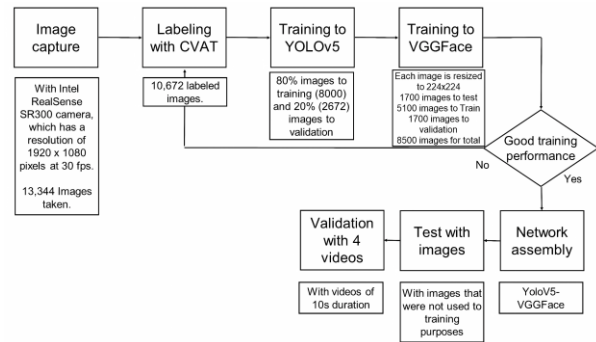 Image
capture
Labeling
with CVAT
Training to
YOLOv5
Training to
VGGFace
With Intel
RealSense
SR300 camera,
which has a
resolution of
1920 x 1080
pixels at 30 fps.
13,344 Images
taken.
10,672 labeled
images.
80% images to
training (8000)
and 20% (2672)
images to
validation
Each image is resized
to 224x224
1700 images to test
5100 images to Train
1700 images to
validation
8500 images for total
Good training
performance
No
Yes
Validation
with 4
videos
Test with
images
Network
assembly
With videos of
10s duration
With images that
were not used to
training
purposes
YoloV5-
VGGFace